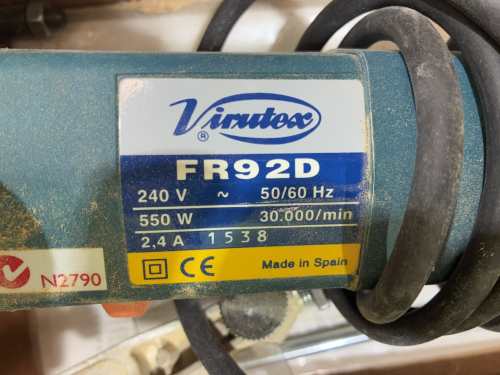 Virutex
®
FR92D
240 V ~ 50/60 Hz
550 W 30.000/min
2,4 A 1538
CE Made in Spain
N2790